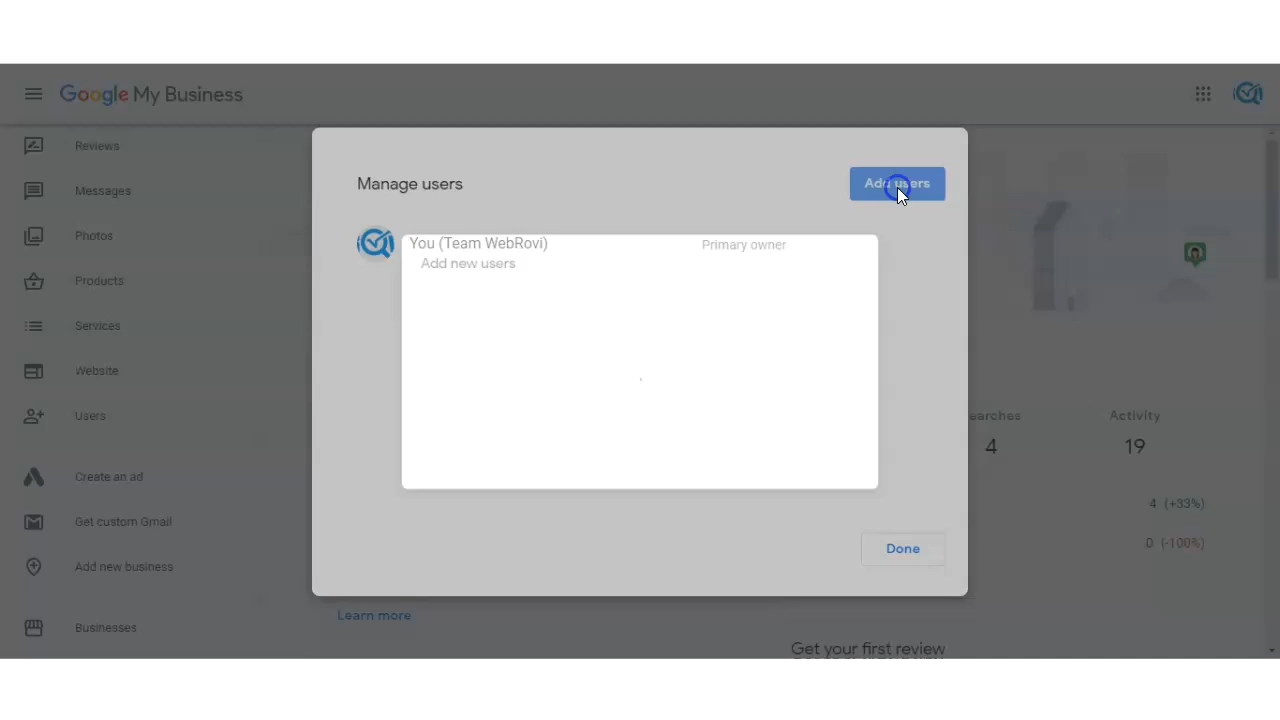 Google My Business
Reviews
Messages
Photos
Products
Services
Website
Users
Create an ad
Get custom Gmail
Add new business
Businesses
Manage users
Add users
You (Team WebRovi)
Primary owner
Add new users
Done
Learn more
earches
Activity
4
19
4 (+33%)
0 (-100%)
Get your first review